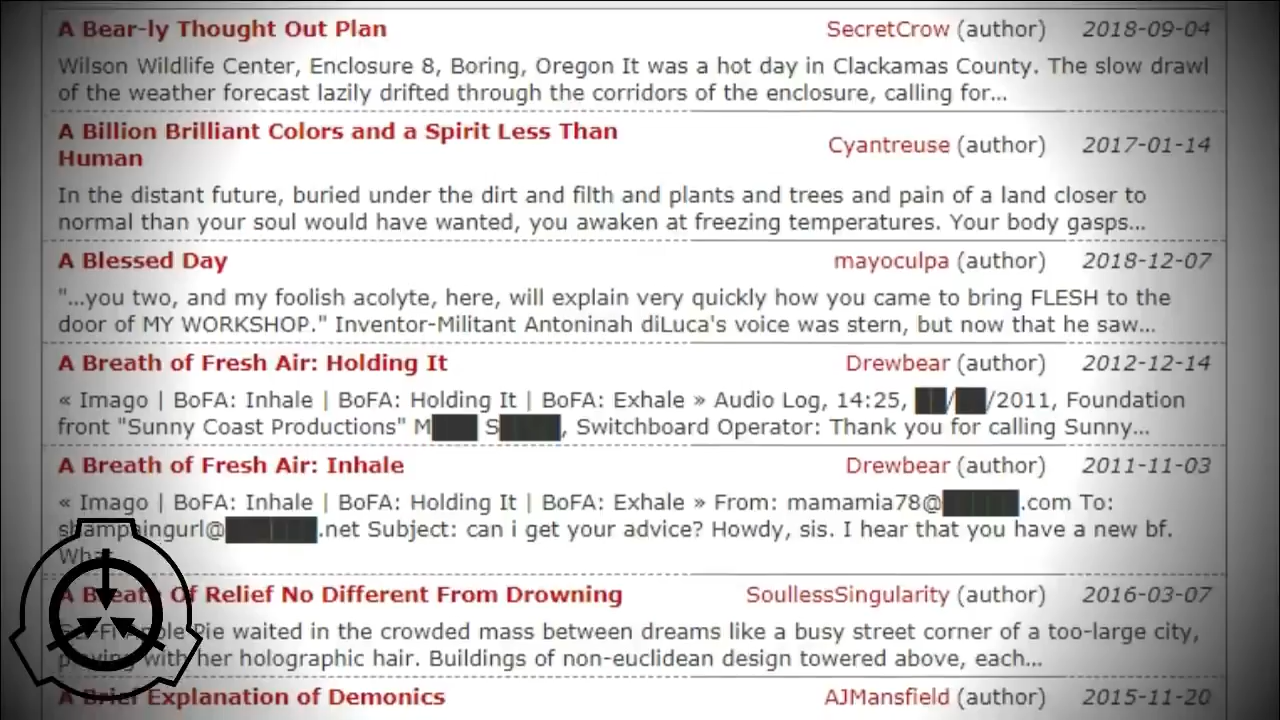 A Bear-ly Thought Out Plan SecretCrow (author) 2018-09-04
Wilson Wildlife Center, Enclosure 8, Boring, Oregon It was a hot day in Clackamas County. The slow drawl
of the weather forecast lazily drifted through the corridors of the enclosure, calling for...
A Billion Brilliant Colors and a Spirit Less Than
Human
Cyantreuse (author) 2017-01-14
In the distant future, buried under the dirt and filth and plants and trees and pain of a land closer to
normal than your soul would have wanted, you awaken at freezing temperatures. Your body gasps...
A Blessed Day mayoculpa (author) 2018-12-07
"...you two, and my foolish acolyte, here, will explain very quickly how you came to bring FLESH to the
door of MY WORKSHOP." Inventor-Militant Antoninah diLuca's voice was stern, but now that he saw...
A Breath of Fresh Air: Holding It Drewbear (author) 2012-12-14
« Imago | BoFA: Inhale | BoFA: Holding It | BoFA: Exhale » Audio Log, 14:25, ██/██/2011, Foundation
front "Sunny Coast Productions" M███ S████, Switchboard Operator: Thank you for calling Sunny...
A Breath of Fresh Air: Inhale Drewbear (author) 2011-11-03
« Imago | BoFA: Inhale | BoFA: Holding It | BoFA: Exhale » From: mamamia78@█████.com To:
shampaingurl@██████.net Subject: can i get your advice? Howdy, sis. I hear that you have a new bf.
What...
A Breath Of Relief No Different From Drowning SoullessSingularity (author) 2016-03-07
Pie waited in the crowded mass between dreams like a busy street corner of a too-large city,
playing with her holographic hair. Buildings of non-euclidean design towered above, each...
A Brief Explanation of Demonics AJMansfield (author) 2015-11-20